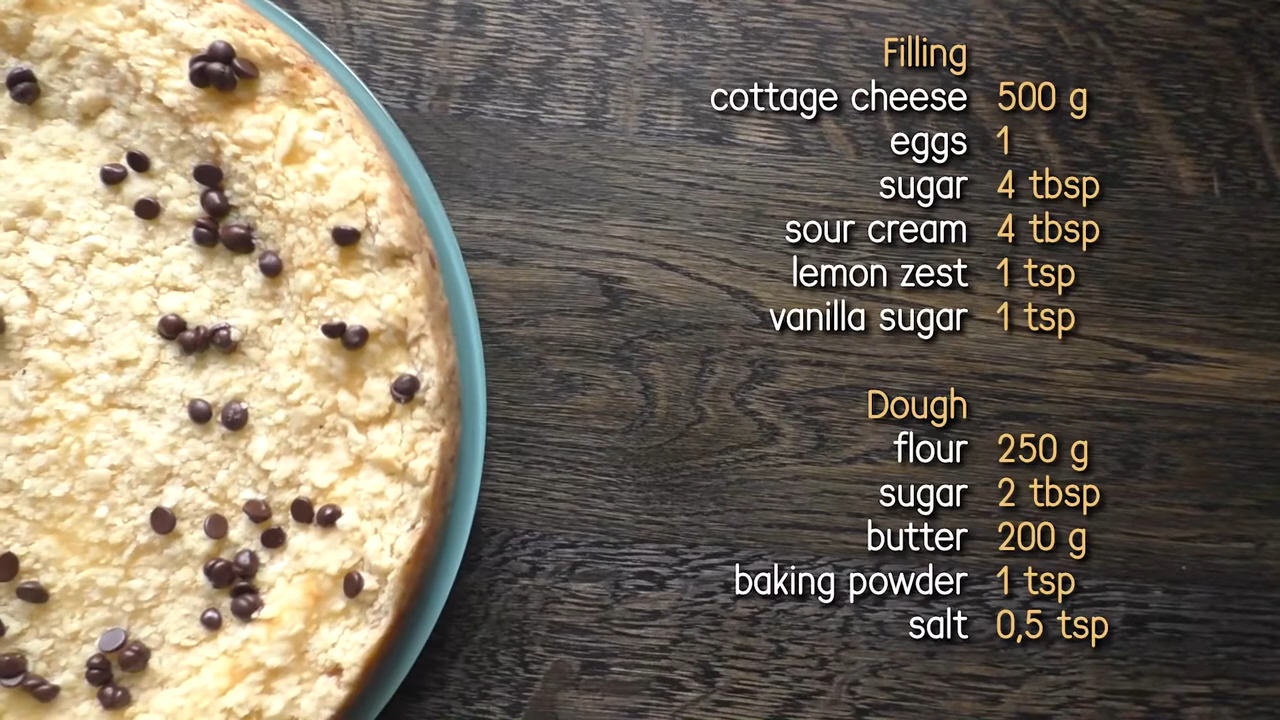 Filling
cottage cheese 500 g
eggs 1
sugar 4 tbsp
sour cream 4 tbsp
lemon zest 1 tsp
vanilla sugar 1 tsp
Dough
flour 250 g
sugar 2 tbsp
butter 200 g
baking powder 1 tsp
salt 0,5 tsp